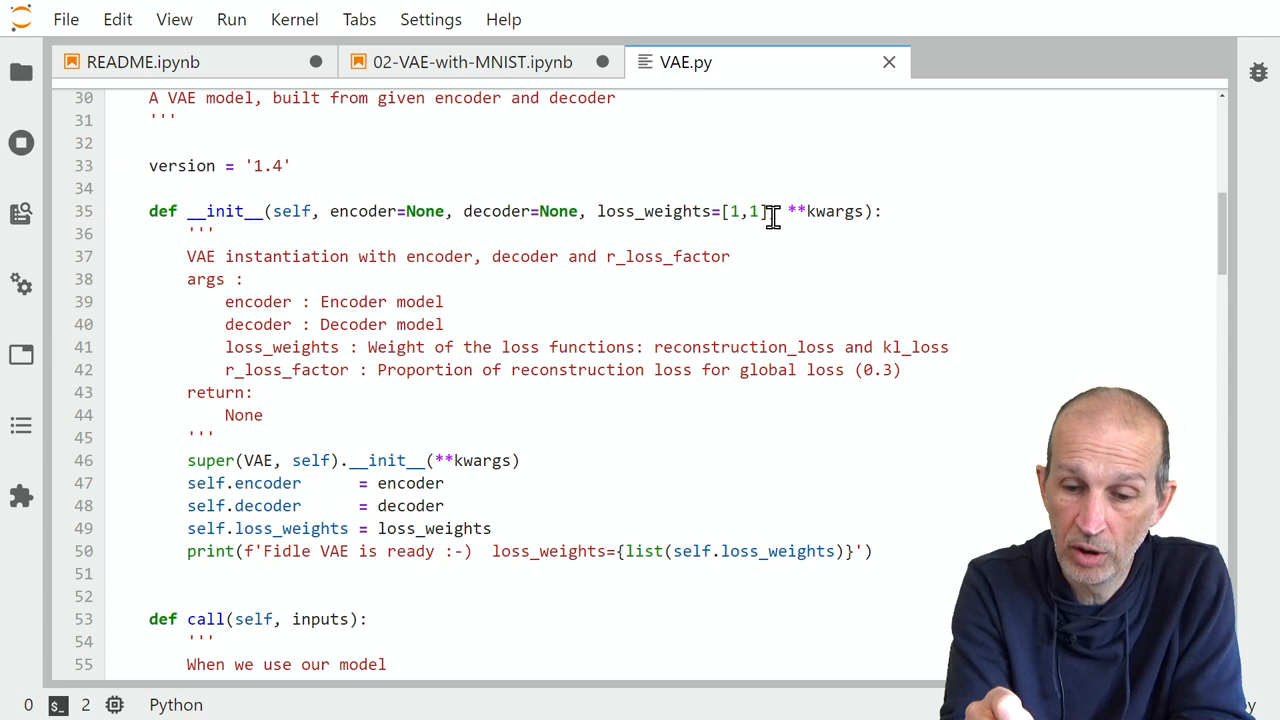 File Edit View Run Kernel Tabs Settings Help
README.ipynb 02-VAE-with-MNIST.ipynb VAE.py
30 A VAE model, built from given encoder and decoder
31 '''
32
33 version = '1.4'
34
35 def __init__(self, encoder=None, decoder=None, loss_weights=[1,1], **kwargs):
36 '''
37 VAE instantiation with encoder, decoder and r_loss_factor
38 args :
39 encoder : Encoder model
40 decoder : Decoder model
41 loss_weights : Weight of the loss functions: reconstruction_loss and kl_loss
42 r_loss_factor : Proportion of reconstruction loss for global loss (0.3)
43 return:
44 None
45 '''
46 super(VAE, self).__init__(**kwargs)
47 self.encoder = encoder
48 self.decoder = decoder
49 self.loss_weights = loss_weights
50 print(f'Fidle VAE is ready :-) loss_weights={list(self.loss_weights)}')
51
52
53 def call(self, inputs):
54 '''
55 When we use our model
0 $_ 2 Python